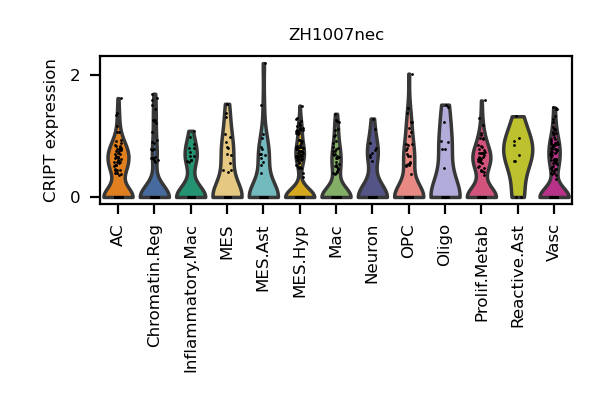 ZH1007nec
CRIPT expression
2
0
AC
Chromatin.Reg
Inflammatory.Mac
MES
MES.Ast
MES.Hyp
Mac
Neuron
OPC
Oligo
Prolif.Metab
Reactive.Ast
Vasc